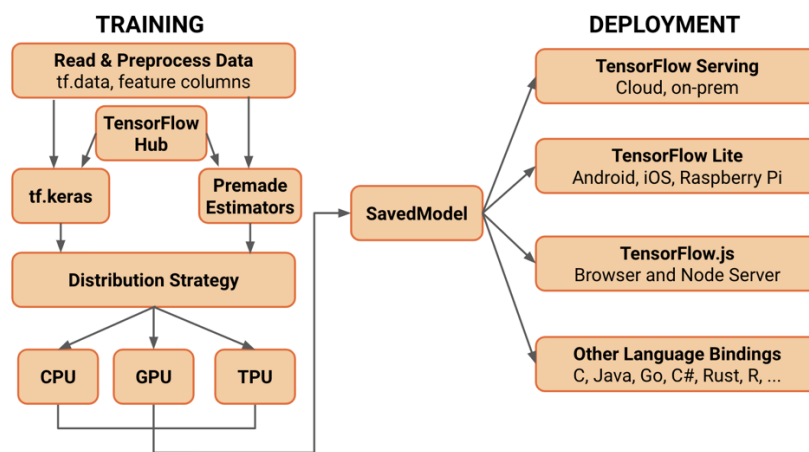 TRAINING
Read & Preprocess Data
tf.data, feature columns
TensorFlow
Hub
tf.keras
Premade
Estimators
Distribution Strategy
CPU
GPU
TPU
SavedModel
DEPLOYMENT
TensorFlow Serving
Cloud, on-prem
TensorFlow Lite
Android, iOS, Raspberry Pi
TensorFlow.js
Browser and Node Server
Other Language Bindings
C, Java, Go, C#, Rust, R, ...